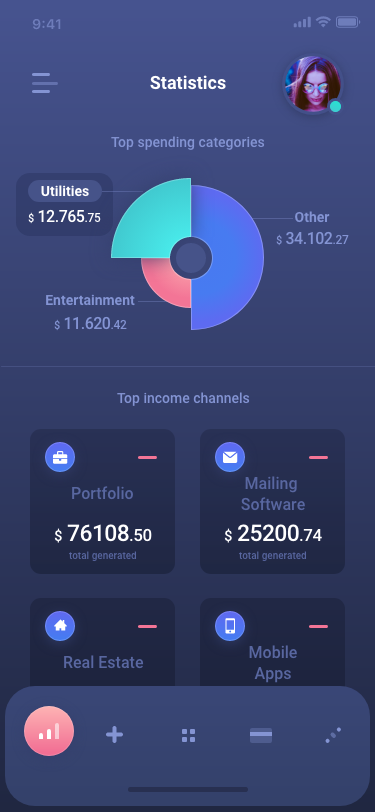 9:41
Statistics
Top spending categories
Utilities
$ 12.765.75
Other
$ 34.102.27
Entertainment
$ 11.620.42
Top income channels
Portfolio
$ 76108.50
total generated
Mailing
Software
$ 25200.74
total generated
Real Estate
Mobile
Apps